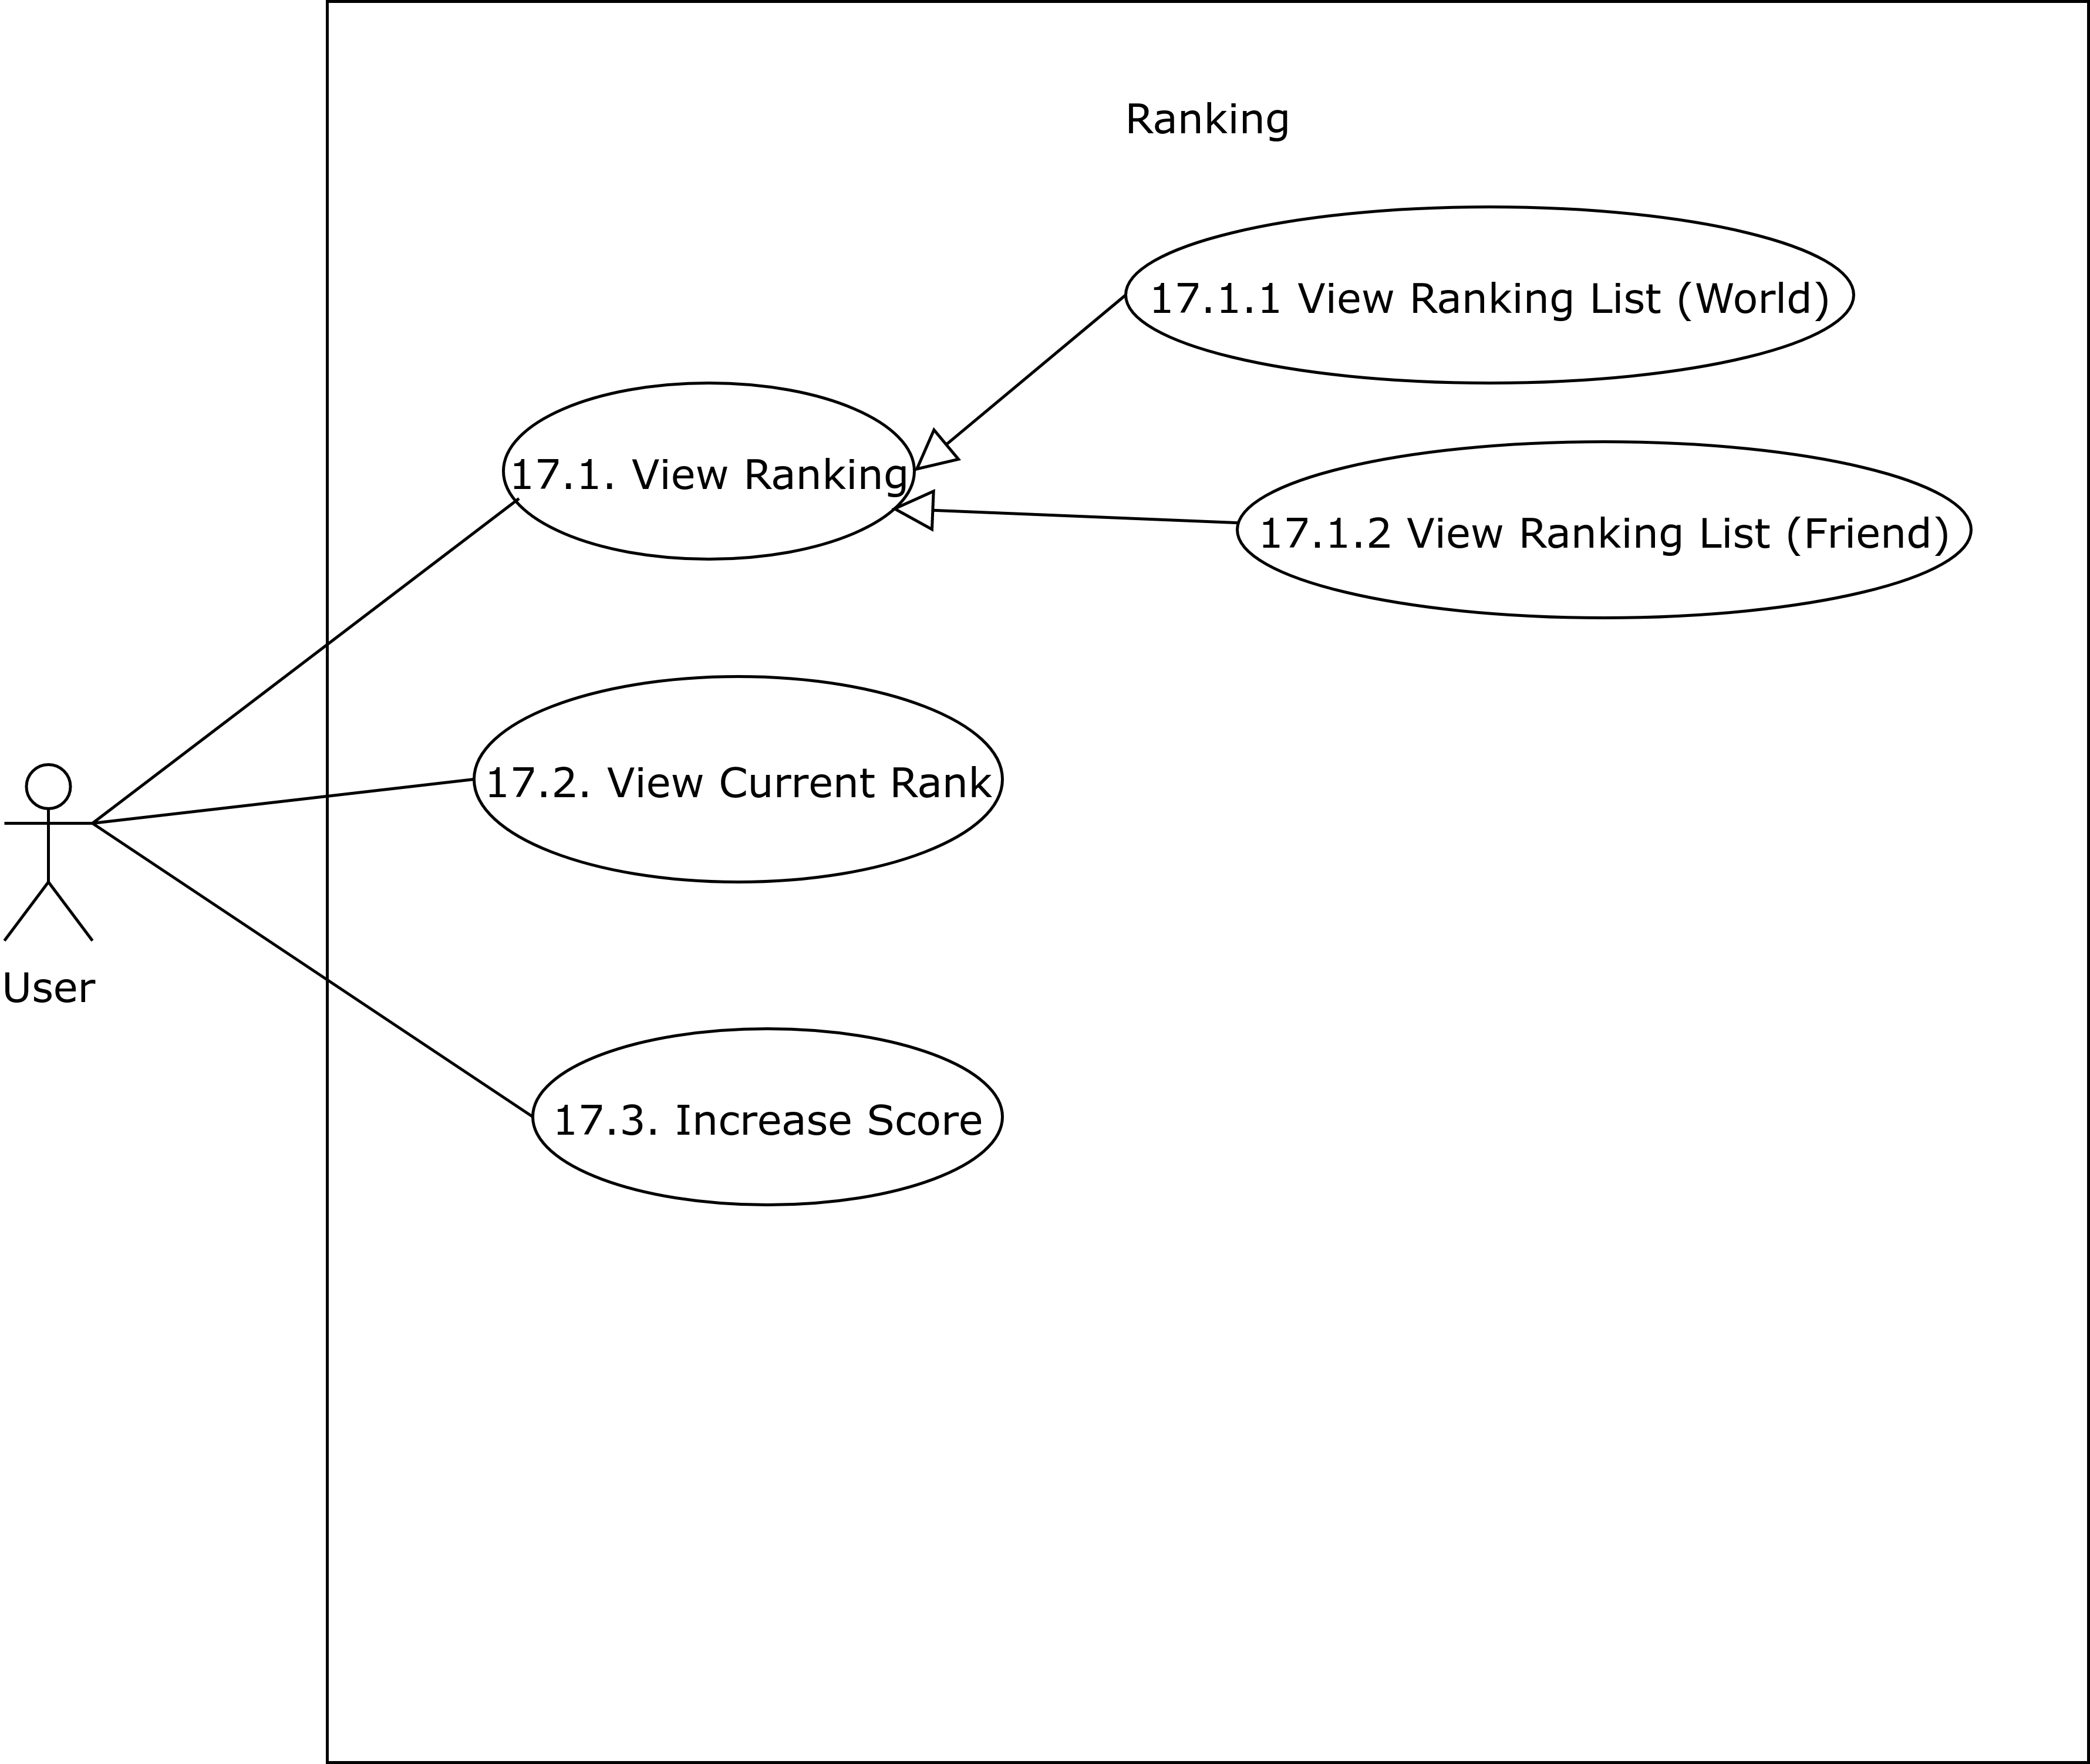 Ranking
17.1.1 View Ranking List (World)
17.1. View Ranking
17.1.2 View Ranking List (Friend)
17.2. View Current Rank
User
17.3. Increase Score